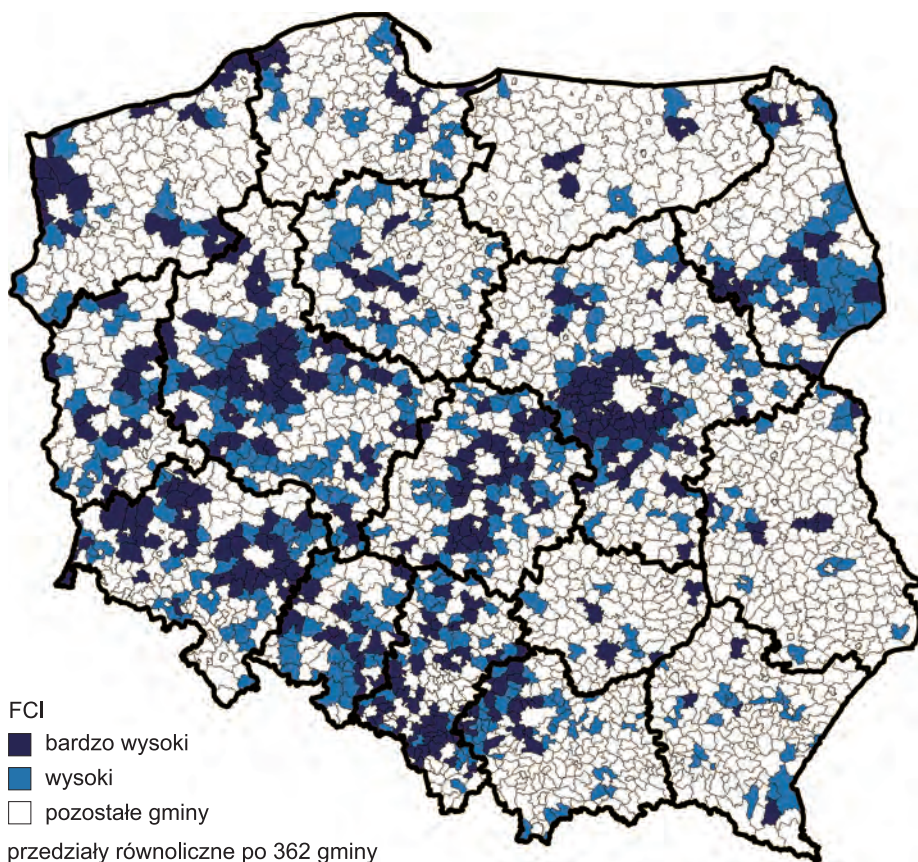 FCI
bardzo wysoki
wysoki
pozostałe gminy
przedziały równoliczne po 362 gminy